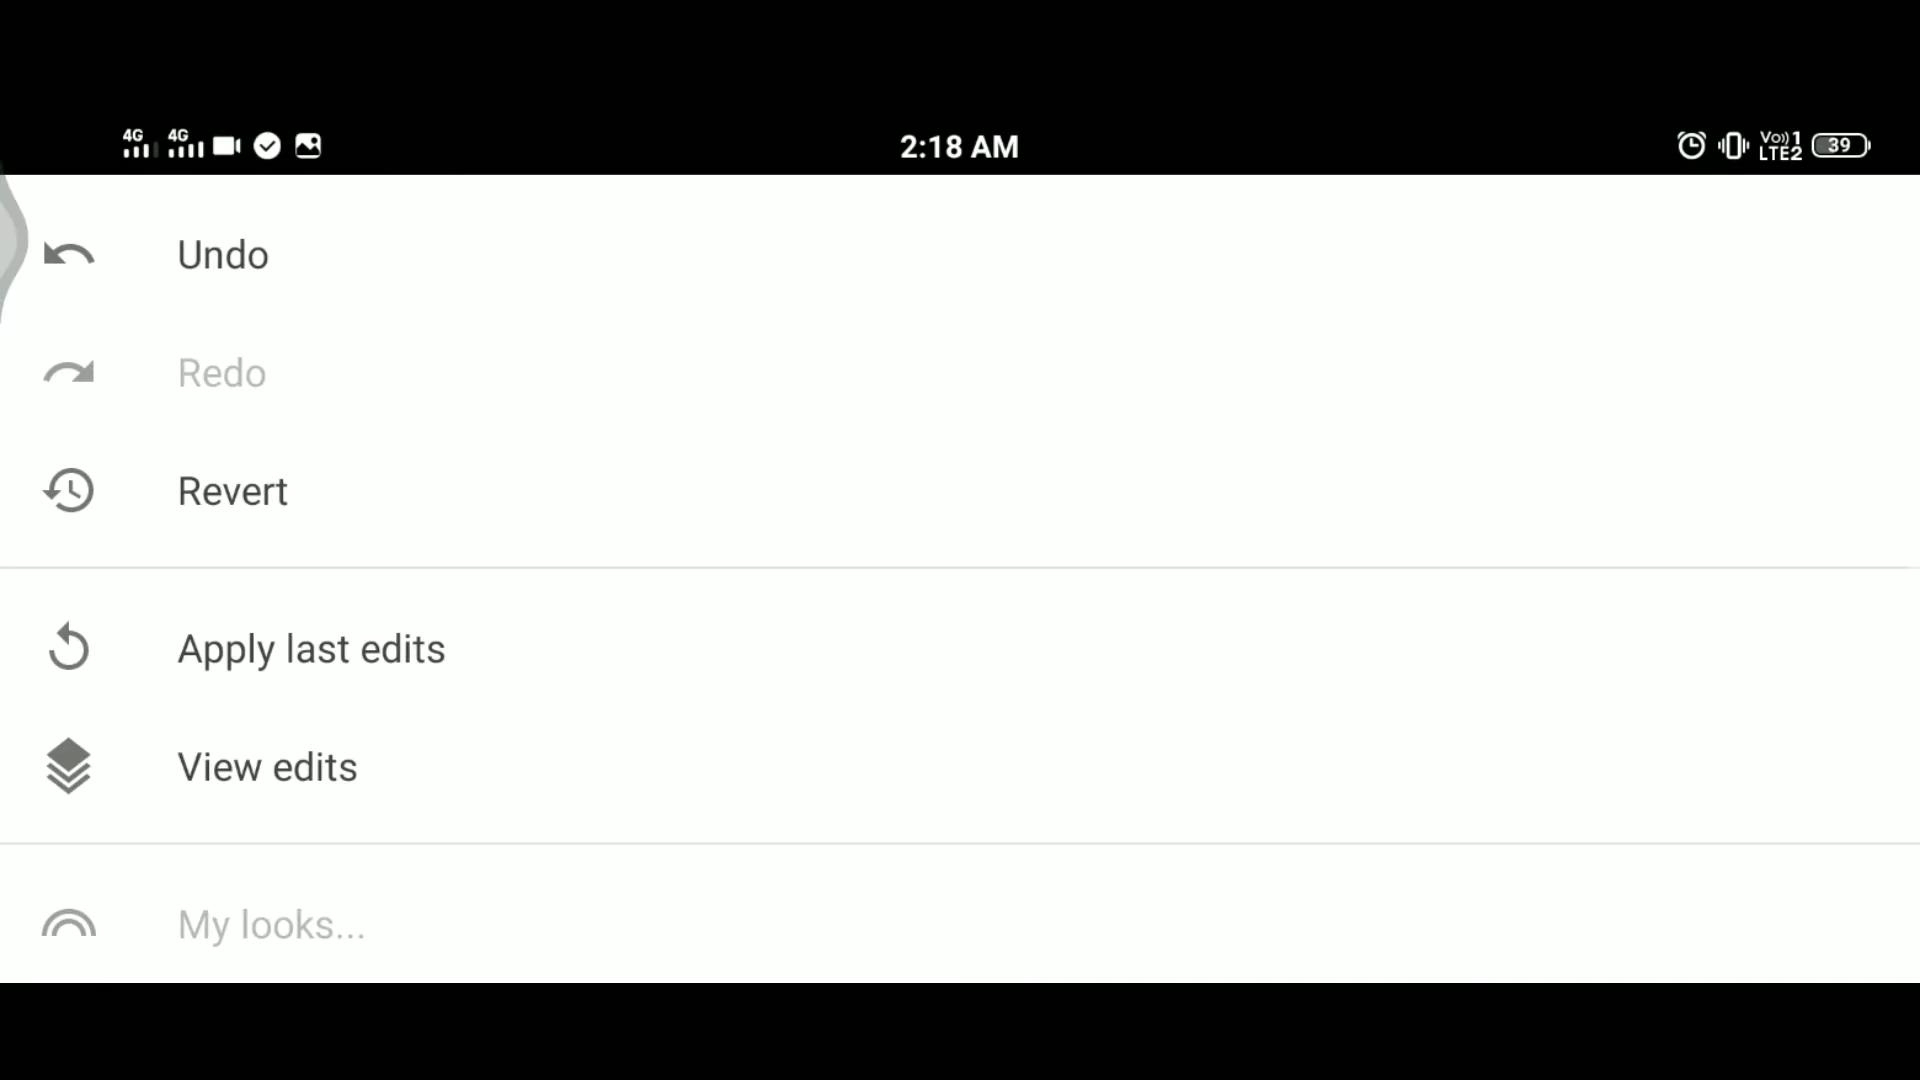 4G 4G 2:18 AM Vo)) 1 LTE2 39
Undo
Redo
Revert
Apply last edits
View edits
My looks...